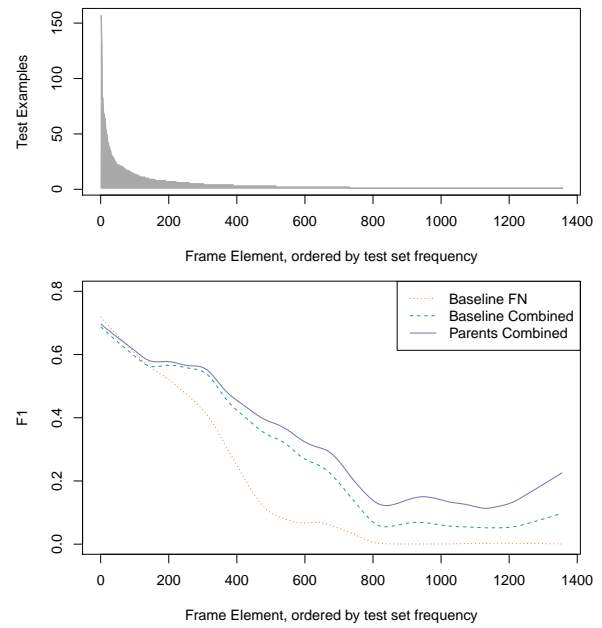 150
100
50
0
Test Examples
0 200 400 600 800 1000 1200 1400
Frame Element, ordered by test set frequency
0.8
0.6
0.4
0.2
0.0
F1
Baseline FN
Baseline Combined
Parents Combined
0 200 400 600 800 1000 1200 1400
Frame Element, ordered by test set frequency